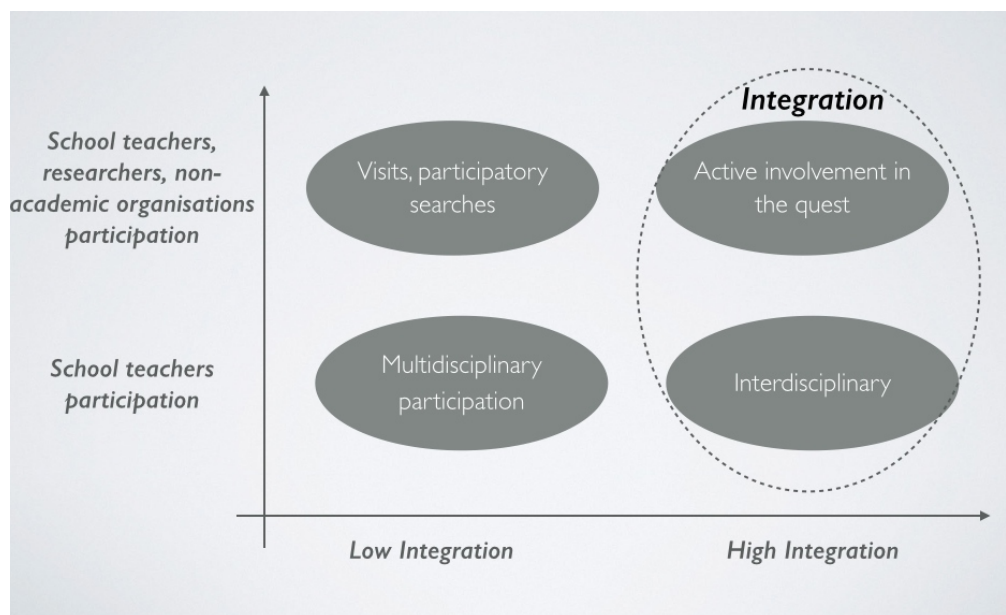 Integration
School teachers,
researchers, non-
academic organisations
participation
Visits, participatory
searches
Active involvement in
the quest
School teachers
participation
Multidisciplinary
participation
Interdisciplinary
Low Integration
High Integration